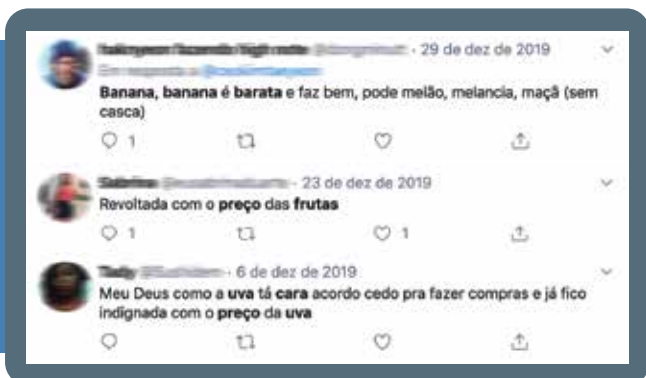 · 29 de dez de 2019
Banana, banana é barata e faz bem, pode melão, melancia, maçã (sem
casca)
1
· 23 de dez de 2019
Revoltada com o preço das frutas
1 1
· 6 de dez de 2019
Meu Deus como a uva tá cara acordo cedo pra fazer compras e já fico
indignada com o preço da uva